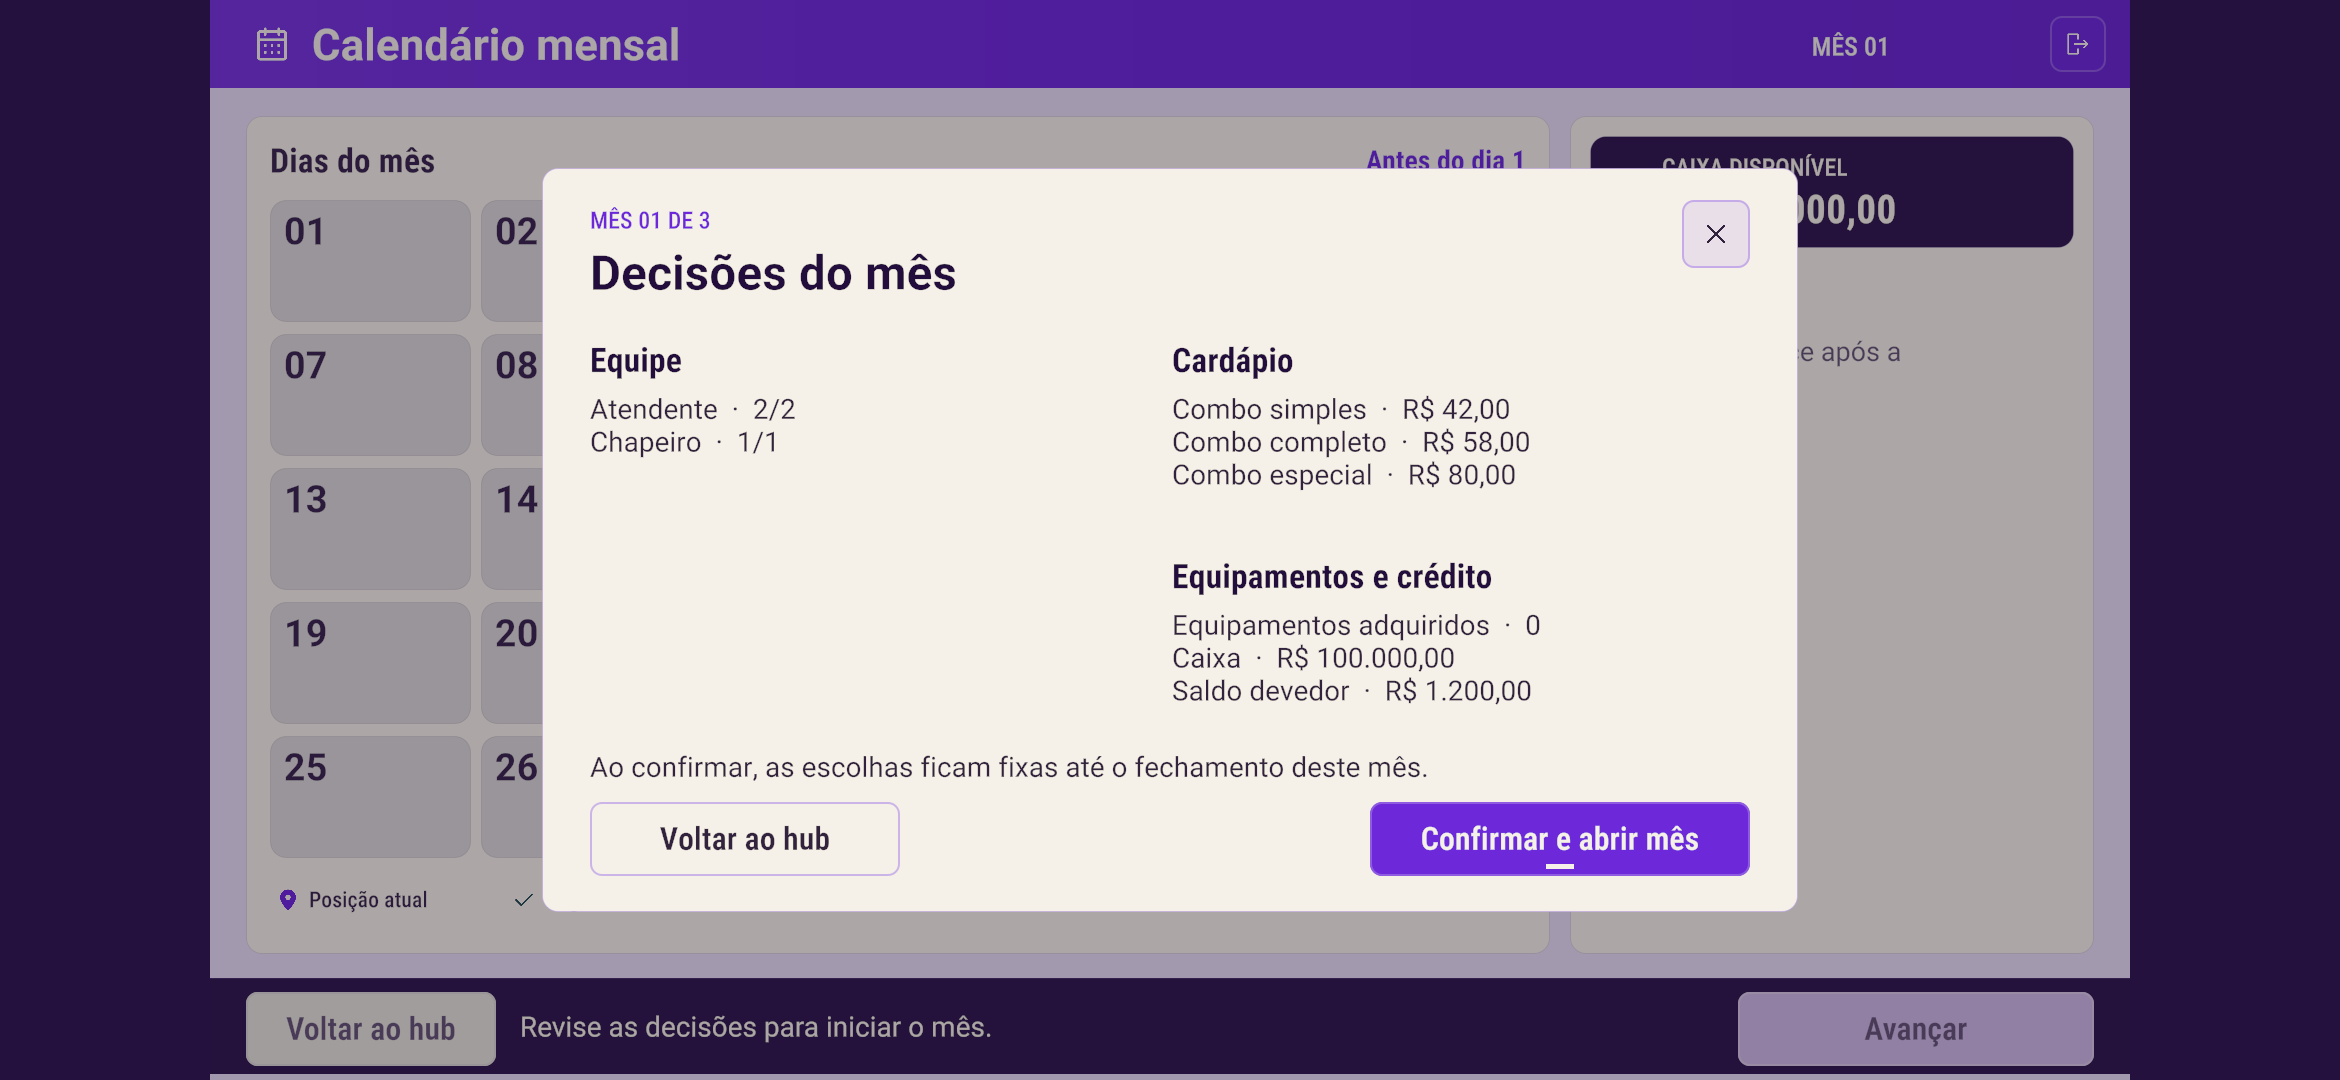 Calendário mensal
MÊS 01
Dias do mês
Antes do dia 1
CAIXA DISPONÍVEL
000,00
01
02
07
08
13
14
19
20
25
26
Posição atual
após a
MÊS 01 DE 3
Decisões do mês
Equipe
Atendente · 2/2
Chapeiro · 1/1
Cardápio
Combo simples · R$ 42,00
Combo completo · R$ 58,00
Combo especial · R$ 80,00
Equipamentos e crédito
Equipamentos adquiridos · 0
Caixa · R$ 100.000,00
Saldo devedor · R$ 1.200,00
Ao confirmar, as escolhas ficam fixas até o fechamento deste mês.
Voltar ao hub
Confirmar e abrir mês
Voltar ao hub
Revise as decisões para iniciar o mês.
Avançar